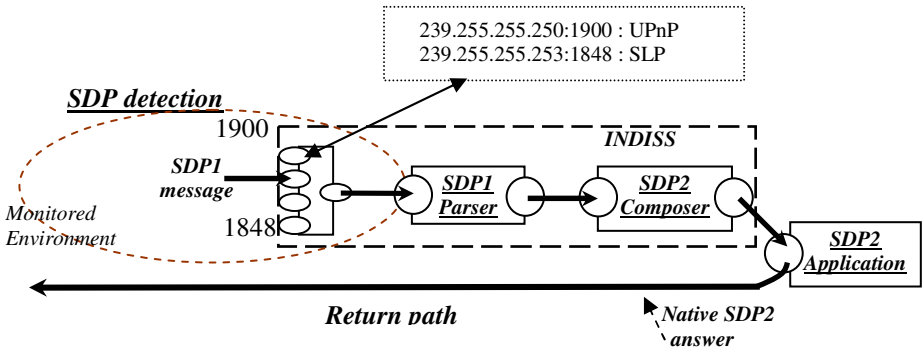 239.255.255.250:1900 : UPnP
239.255.255.253:1848 : SLP
SDP detection
1900
INDISS
SDP1
message
SDP1
Parser
SDP2
Composer
Monitored
Environment
1848
SDP2
Application
Return path
Native SDP2
answer